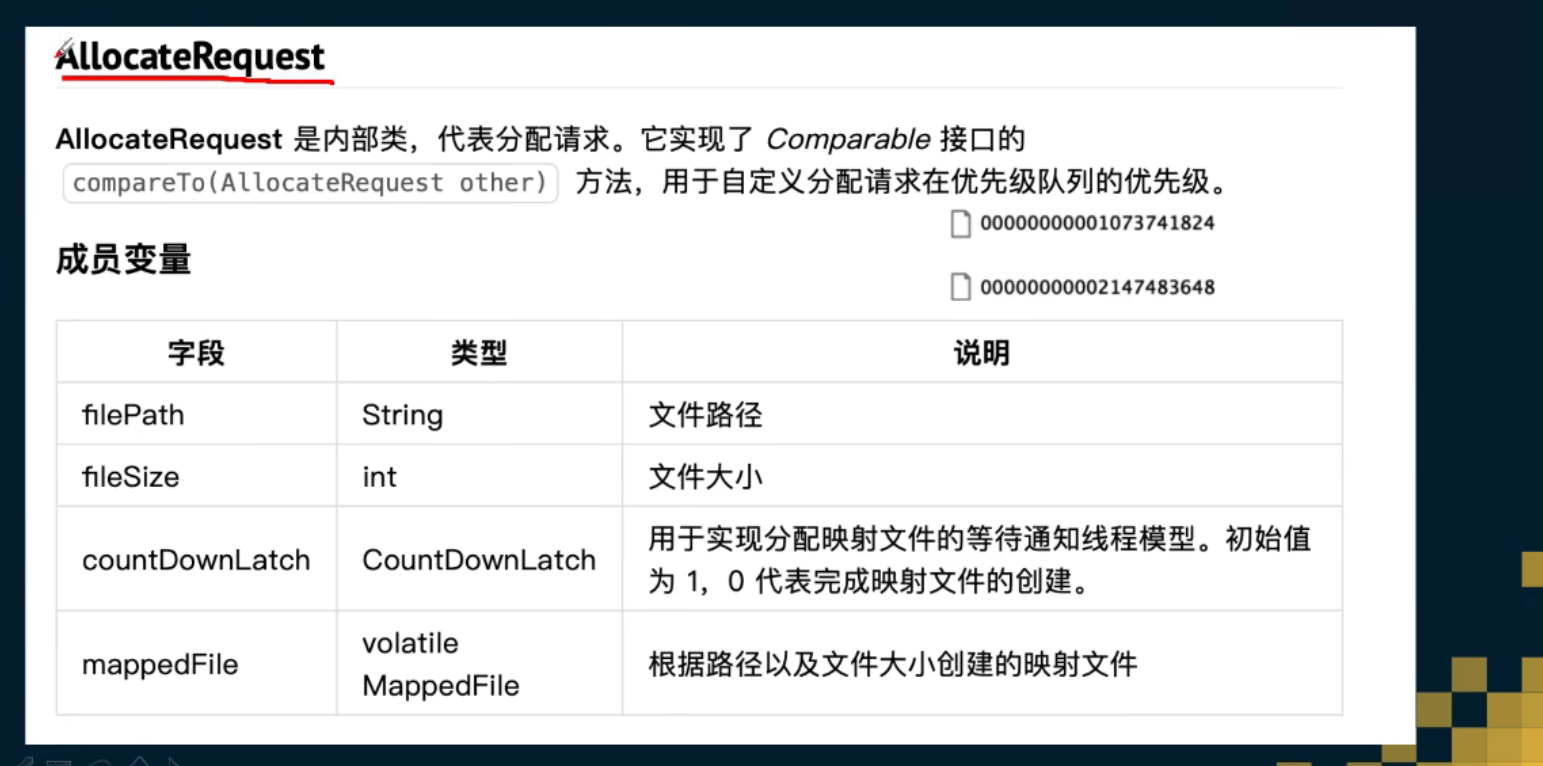 AllocateRequest
AllocateRequest 是内部类，代表分配请求。它实现了 Comparable 接口的
compareTo(AllocateRequest other) 方法，用于自定义分配请求在优先级队列的优先级。
00000000001073741824
00000000002147483648
成员变量
字段 类型 说明
filePath String 文件路径
fileSize int 文件大小
countDownLatch CountDownLatch 用于实现分配映射文件的等待通知线程模型。初始值
为 1，0 代表完成映射文件的创建。
mappedFile volatile
MappedFile 根据路径以及文件大小创建的映射文件